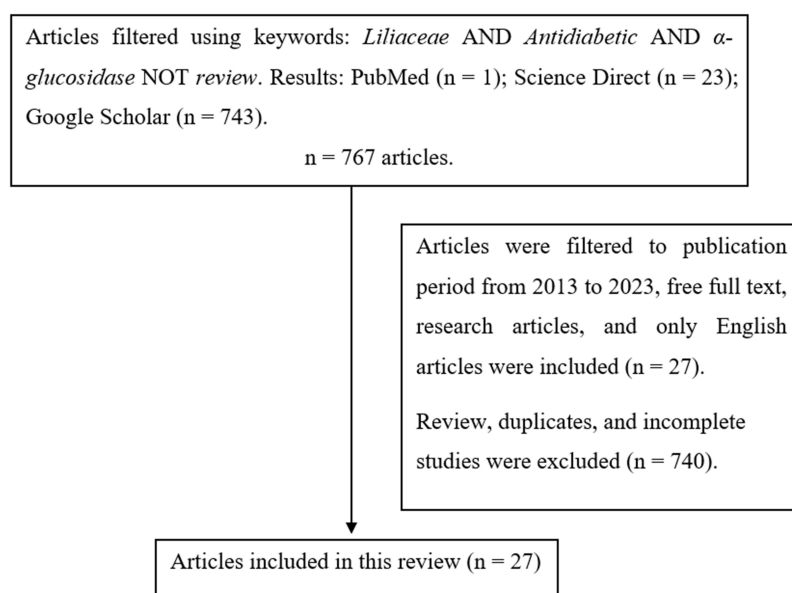 Articles filtered using keywords: Liliaceae AND Antidiabetic AND α-
glucosidase NOT review. Results: PubMed (n = 1); Science Direct (n = 23);
Google Scholar (n = 743).
n = 767 articles.
Articles were filtered to publication
period from 2013 to 2023, free full text,
research articles, and only English
articles were included (n = 27).
Review, duplicates, and incomplete
studies were excluded (n = 740).
Articles included in this review (n = 27)